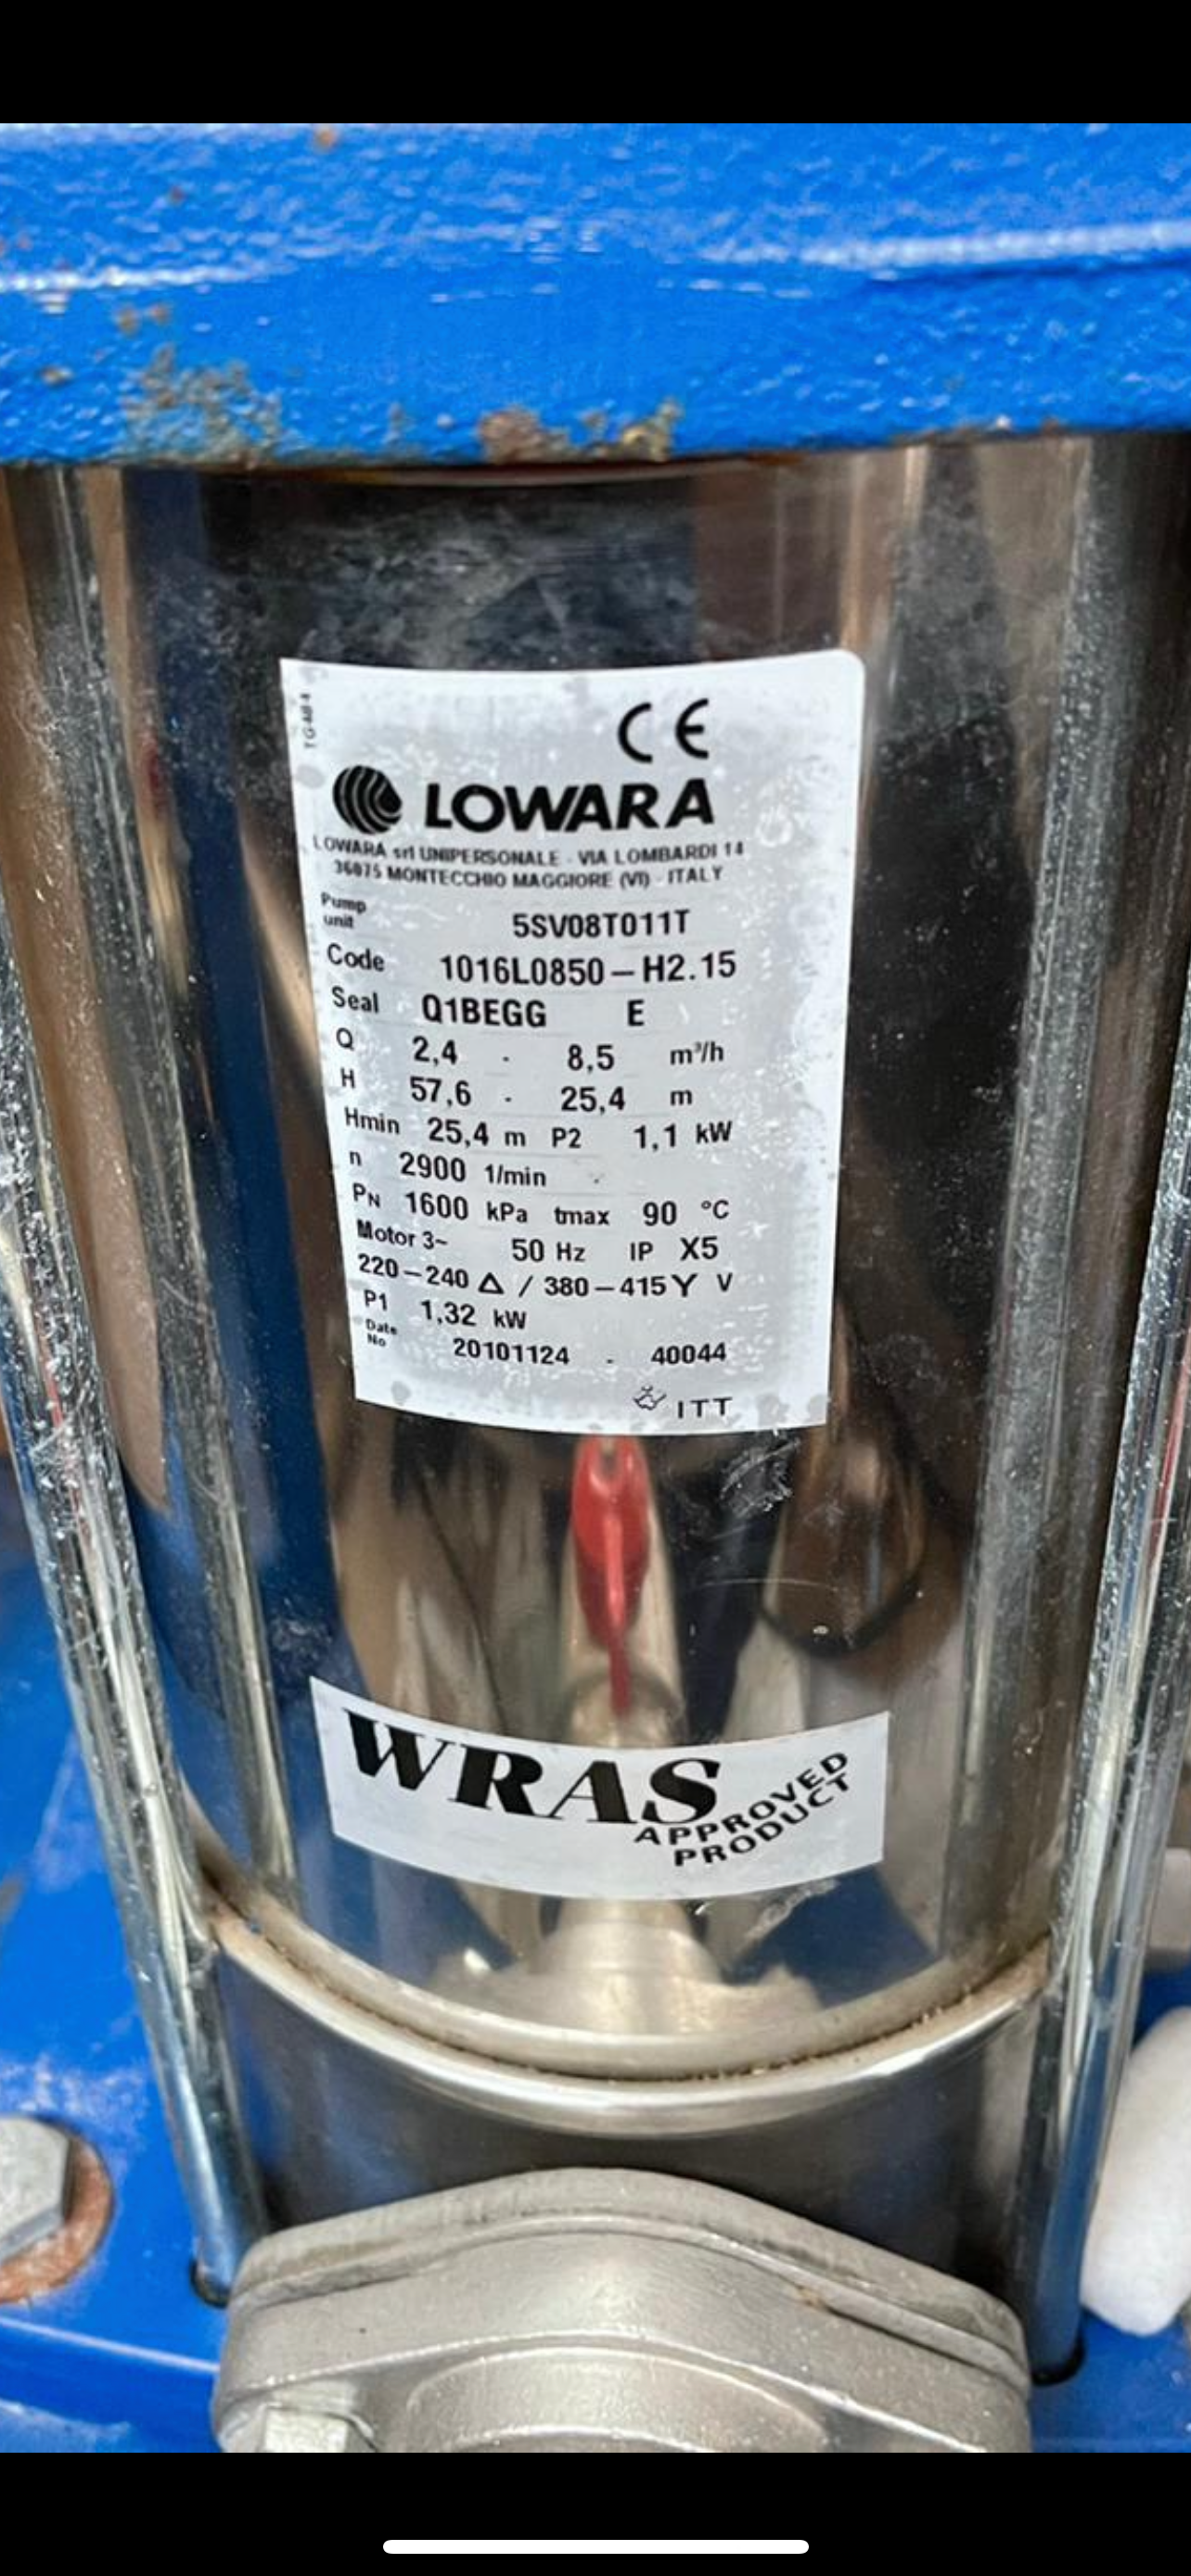 CE
LOWARA
LOWARA srl UNIPERSONALE - VIA LOMBARDI 14
36075 MONTECCHIO MAGGIORE (VI) - ITALY
Pump unit 5SV08T011T
Code 1016L0850-H2.15
Seal Q1BEGG E
Q 2,4 - 8,5 m³/h
H 57,6 - 25,4 m
Hmin 25,4 m P2 1,1 kW
n 2900 1/min
PN 1600 kPa tmax 90 °C
Motor 3~ 50 Hz IP X5
220-240 △ / 380-415 Y V
P1 1,32 kW
Date No 20101124 - 40044
ITT
WRAS
APPROVED
PRODUCT